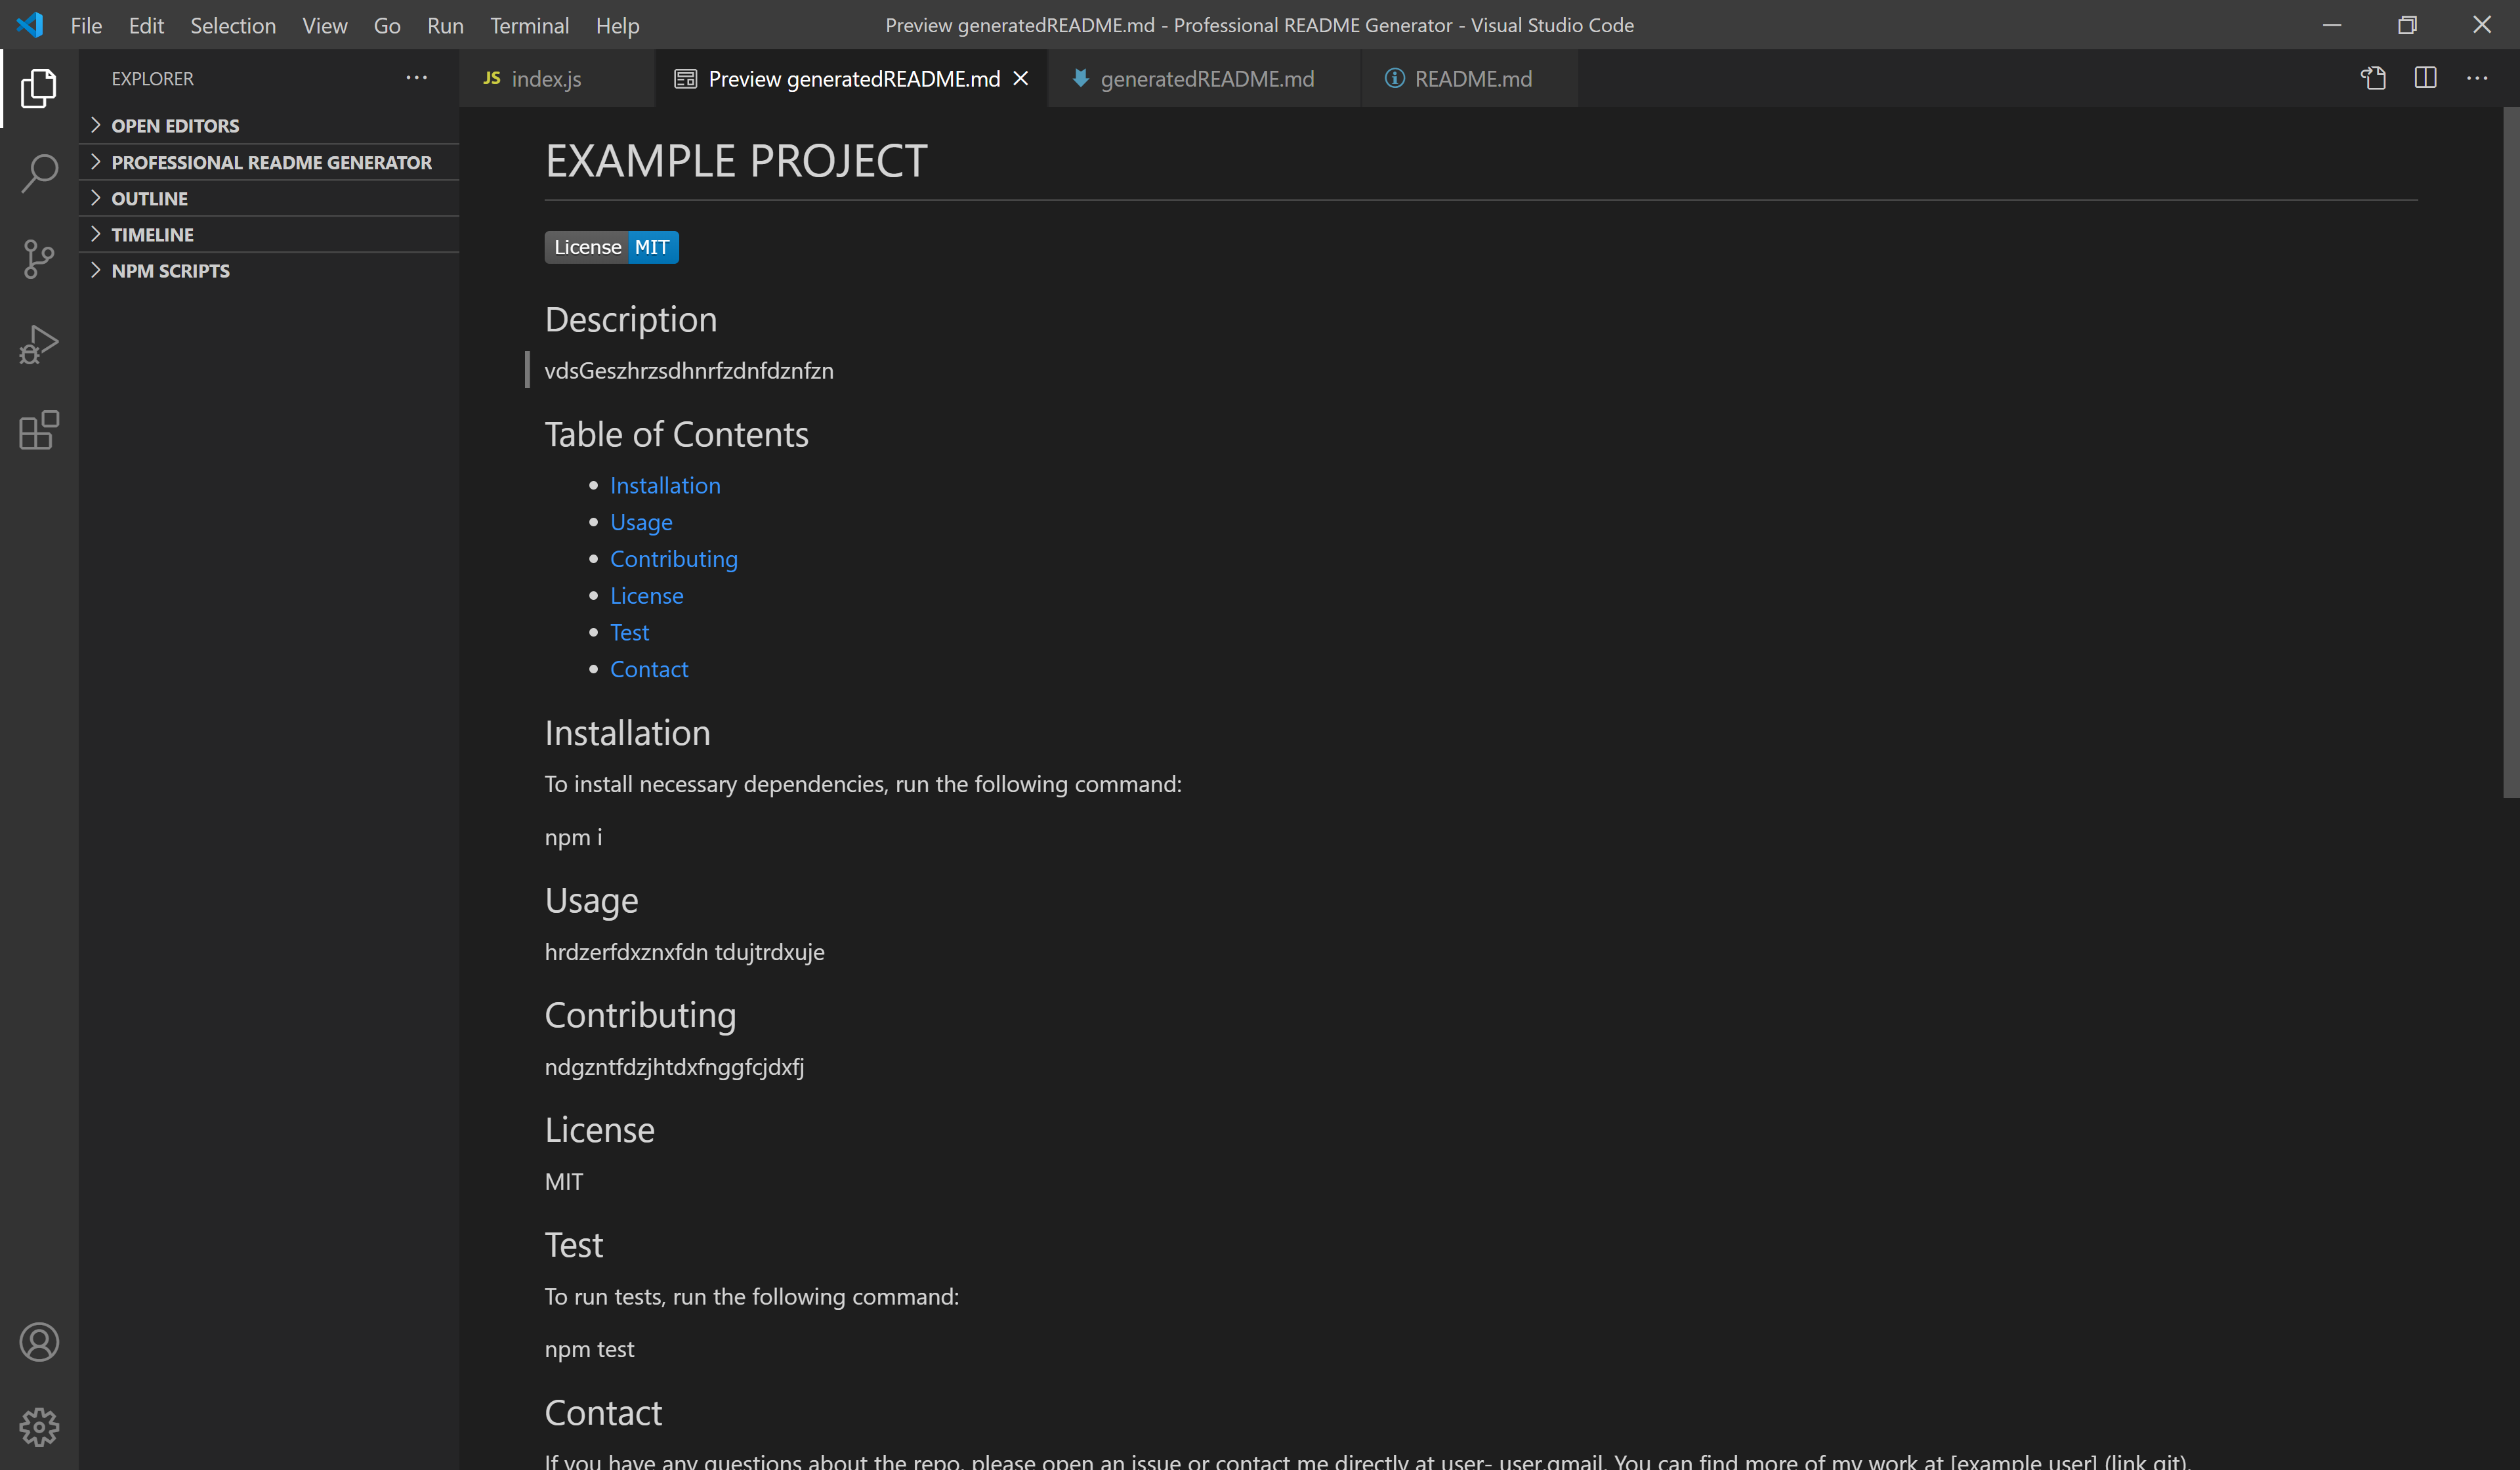 File Edit Selection View Go Run Terminal Help Preview generatedREADME.md - Professional README Generator - Visual Studio Code
EXPLORER
JS index.js Preview generatedREADME.md generatedREADME.md README.md
OPEN EDITORS
PROFESSIONAL README GENERATOR
OUTLINE
TIMELINE
NPM SCRIPTS
EXAMPLE PROJECT
License MIT
Description
vdsGeszhrzsdhnrfzdnfdznfzn
Table of Contents
Installation
Usage
Contributing
License
Test
Contact
Installation
To install necessary dependencies, run the following command:
npm i
Usage
hrdzerfdxznxfdn tdujtrdxuje
Contributing
ndgzntfdzjhtdxfnggfcjdxfj
License
MIT
Test
To run tests, run the following command:
npm test
Contact
If you have any questions about the repo, please open an issue or contact me directly at user- user.gmail. You can find more of my work at [example user] (link git).